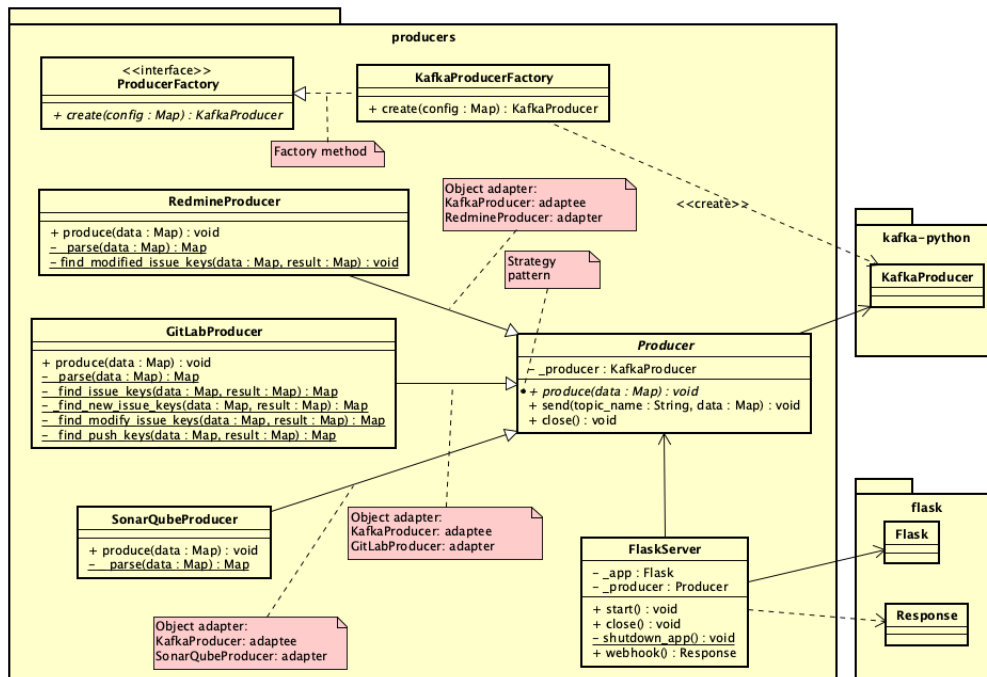 producers
<<interface>>
ProducerFactory
+ create(config : Map) : KafkaProducer
KafkaProducerFactory
+ create(config : Map) : KafkaProducer
Factory method
RedmineProducer
+ produce(data : Map) : void
- _parse(data : Map) : Map
- find_modified_issue_keys(data : Map, result : Map) : void
Object adapter:
KafkaProducer: adaptee
RedmineProducer: adapter
<<create>>
Strategy
pattern
kafka-python
KafkaProducer
GitLabProducer
+ produce(data : Map) : void
- _parse(data : Map) : Map
- _find_issue_keys(data : Map, result : Map) : Map
- _find_new_issue_keys(data : Map, result : Map) : Map
- _find_modify_issue_keys(data : Map, result : Map) : Map
- _find_push_keys(data : Map, result : Map) : Map
Producer
- _producer : KafkaProducer
+ produce(data : Map) : void
+ send(topic_name : String, data : Map) : void
+ close() : void
SonarQubeProducer
+ produce(data : Map) : void
- _parse(data : Map) : Map
Object adapter:
KafkaProducer: adaptee
GitLabProducer: adapter
Object adapter:
KafkaProducer: adaptee
SonarQubeProducer: adapter
FlaskServer
- _app : Flask
- _producer : Producer
+ start() : void
+ close() : void
- shutdown_app() : void
+ webhook() : Response
flask
Flask
Response